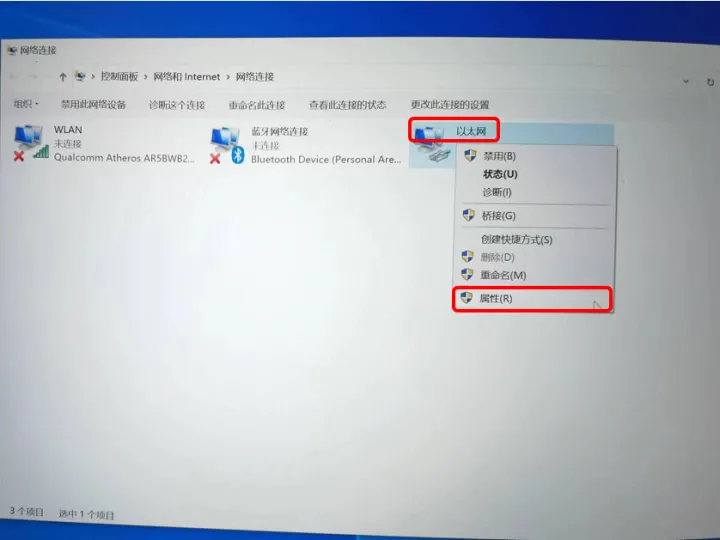 网络连接
控制面板 › 网络和 Internet › 网络连接
组织 禁用此网络设备 诊断这个连接 重命名此连接 查看此连接的状态 更改此连接的设置
WLAN
未连接
Qualcomm Atheros AR5BWB2...
蓝牙网络连接
未连接
Bluetooth Device (Personal Are...
以太网
禁用(B)
状态(U)
诊断(I)
桥接(G)
创建快捷方式(S)
删除(D)
重命名(M)
属性(R)
3 个项目 选中 1 个项目